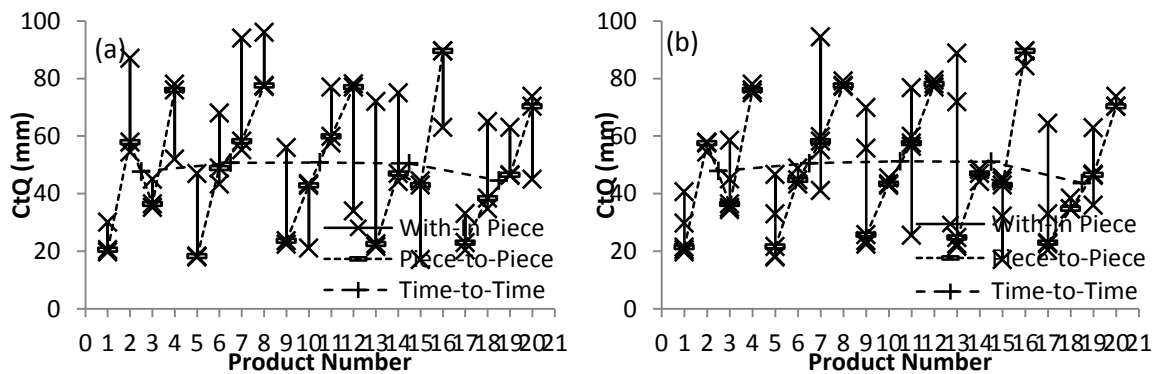 100
80
60
40
20
0
CtQ (mm)
(a)
With-in Piece
Piece-to-Piece
Time-to-Time
0 1 2 3 4 5 6 7 8 9 10 11 12 13 14 15 16 17 18 19 20 21
Product Number
100
80
60
40
20
0
CtQ (mm)
(b)
With-in Piece
Piece-to-Piece
Time-to-Time
0 1 2 3 4 5 6 7 8 9 10 11 12 13 14 15 16 17 18 19 20 21
Product Number